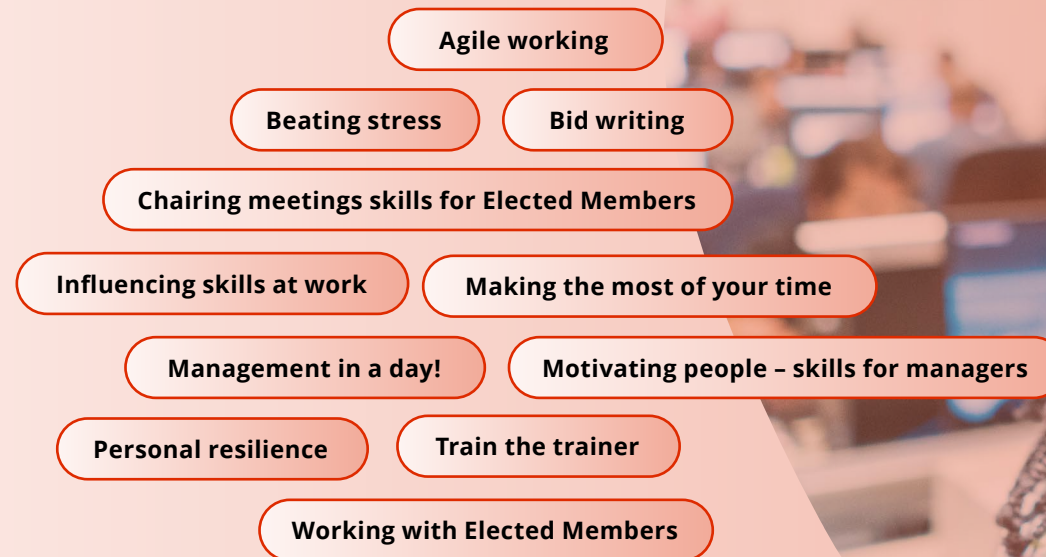 Agile working
Beating stress
Bid writing
Chairing meetings skills for Elected Members
Influencing skills at work
Making the most of your time
Management in a day!
Motivating people – skills for managers
Personal resilience
Train the trainer
Working with Elected Members